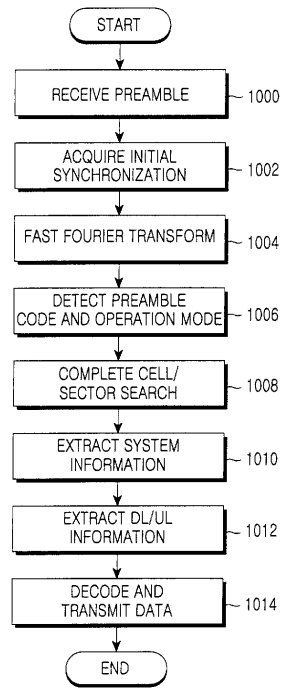 START
RECEIVE PREAMBLE
1000
ACQUIRE INITIAL
SYNCHRONIZATION
1002
FAST FOURIER TRANSFORM
1004
DETECT PREAMBLE
CODE AND OPERATION MODE
1006
COMPLETE CELL/
SECTOR SEARCH
1008
EXTRACT SYSTEM
INFORMATION
1010
EXTRACT DL/UL
INFORMATION
1012
DECODE AND
TRANSMIT DATA
1014
END